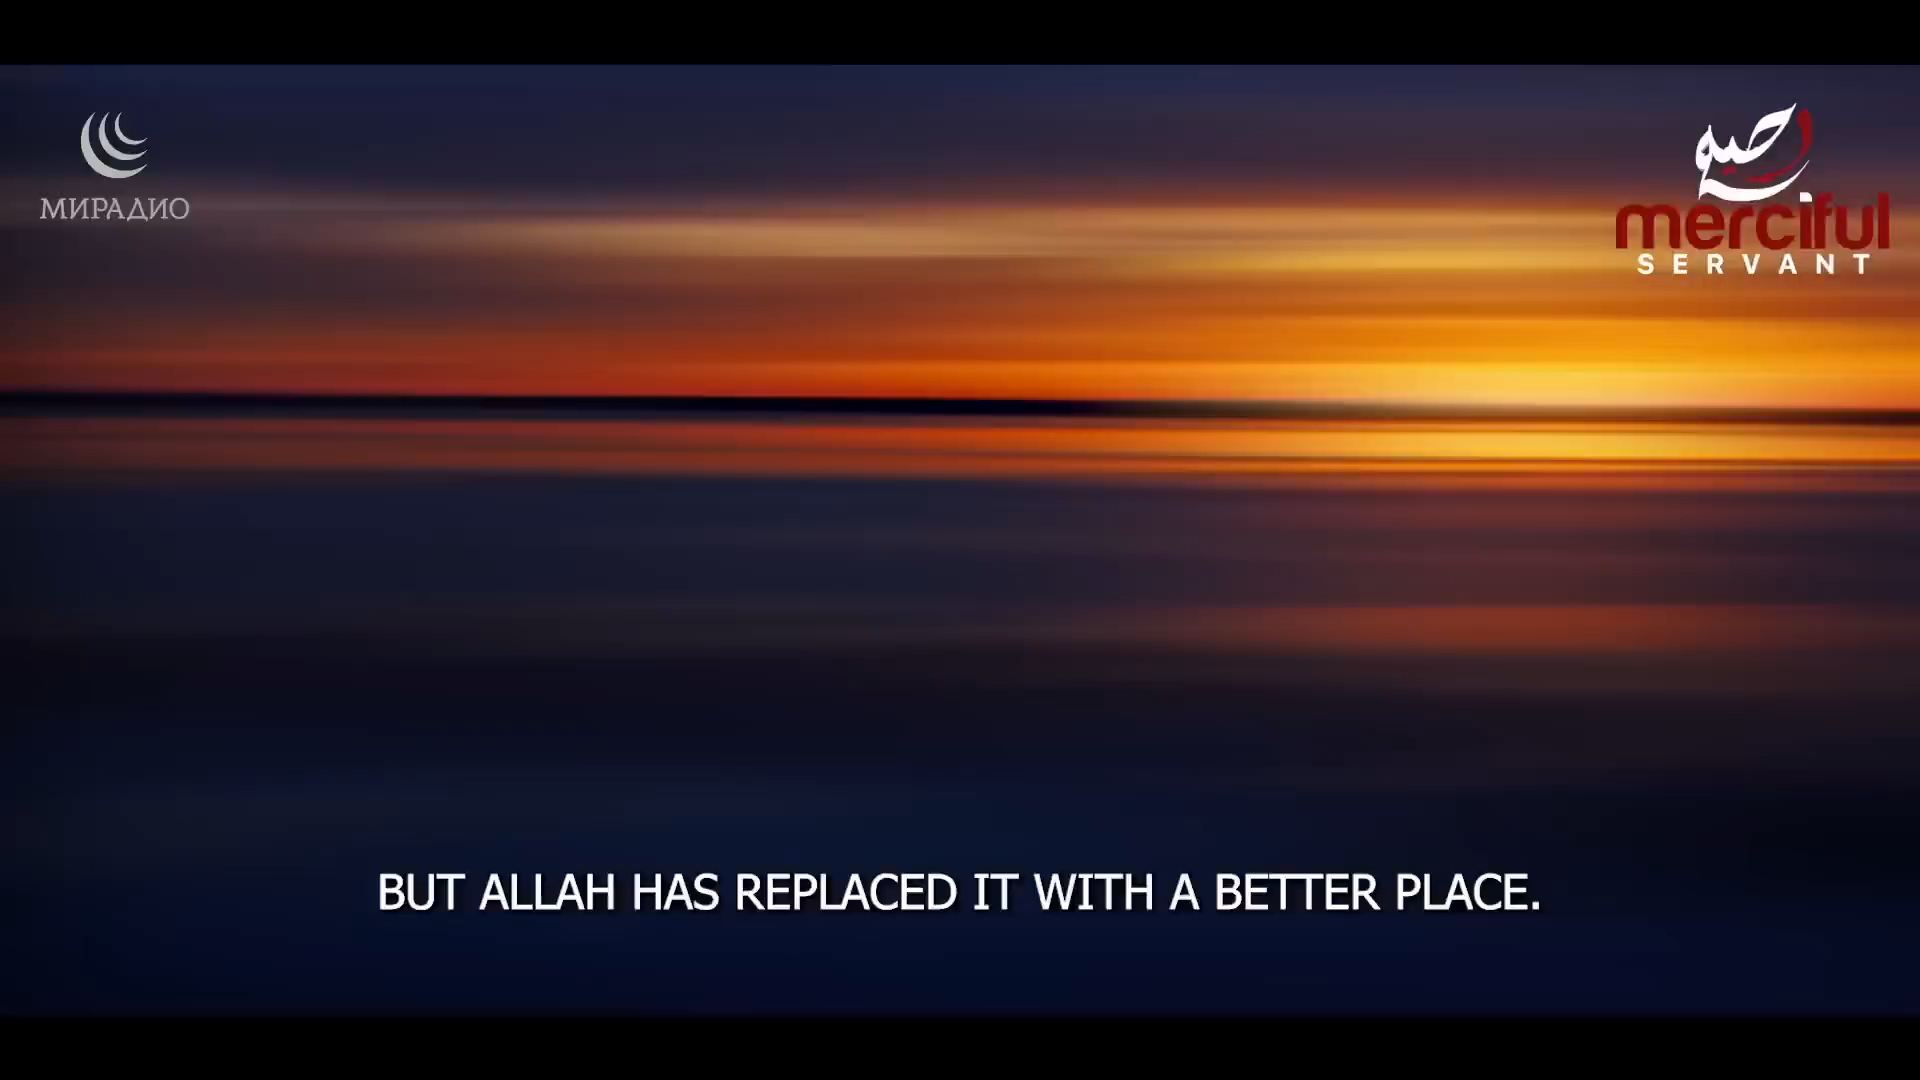 МИРАДИО
merciful
SERVANT
BUT ALLAH HAS REPLACED IT WITH A BETTER PLACE.